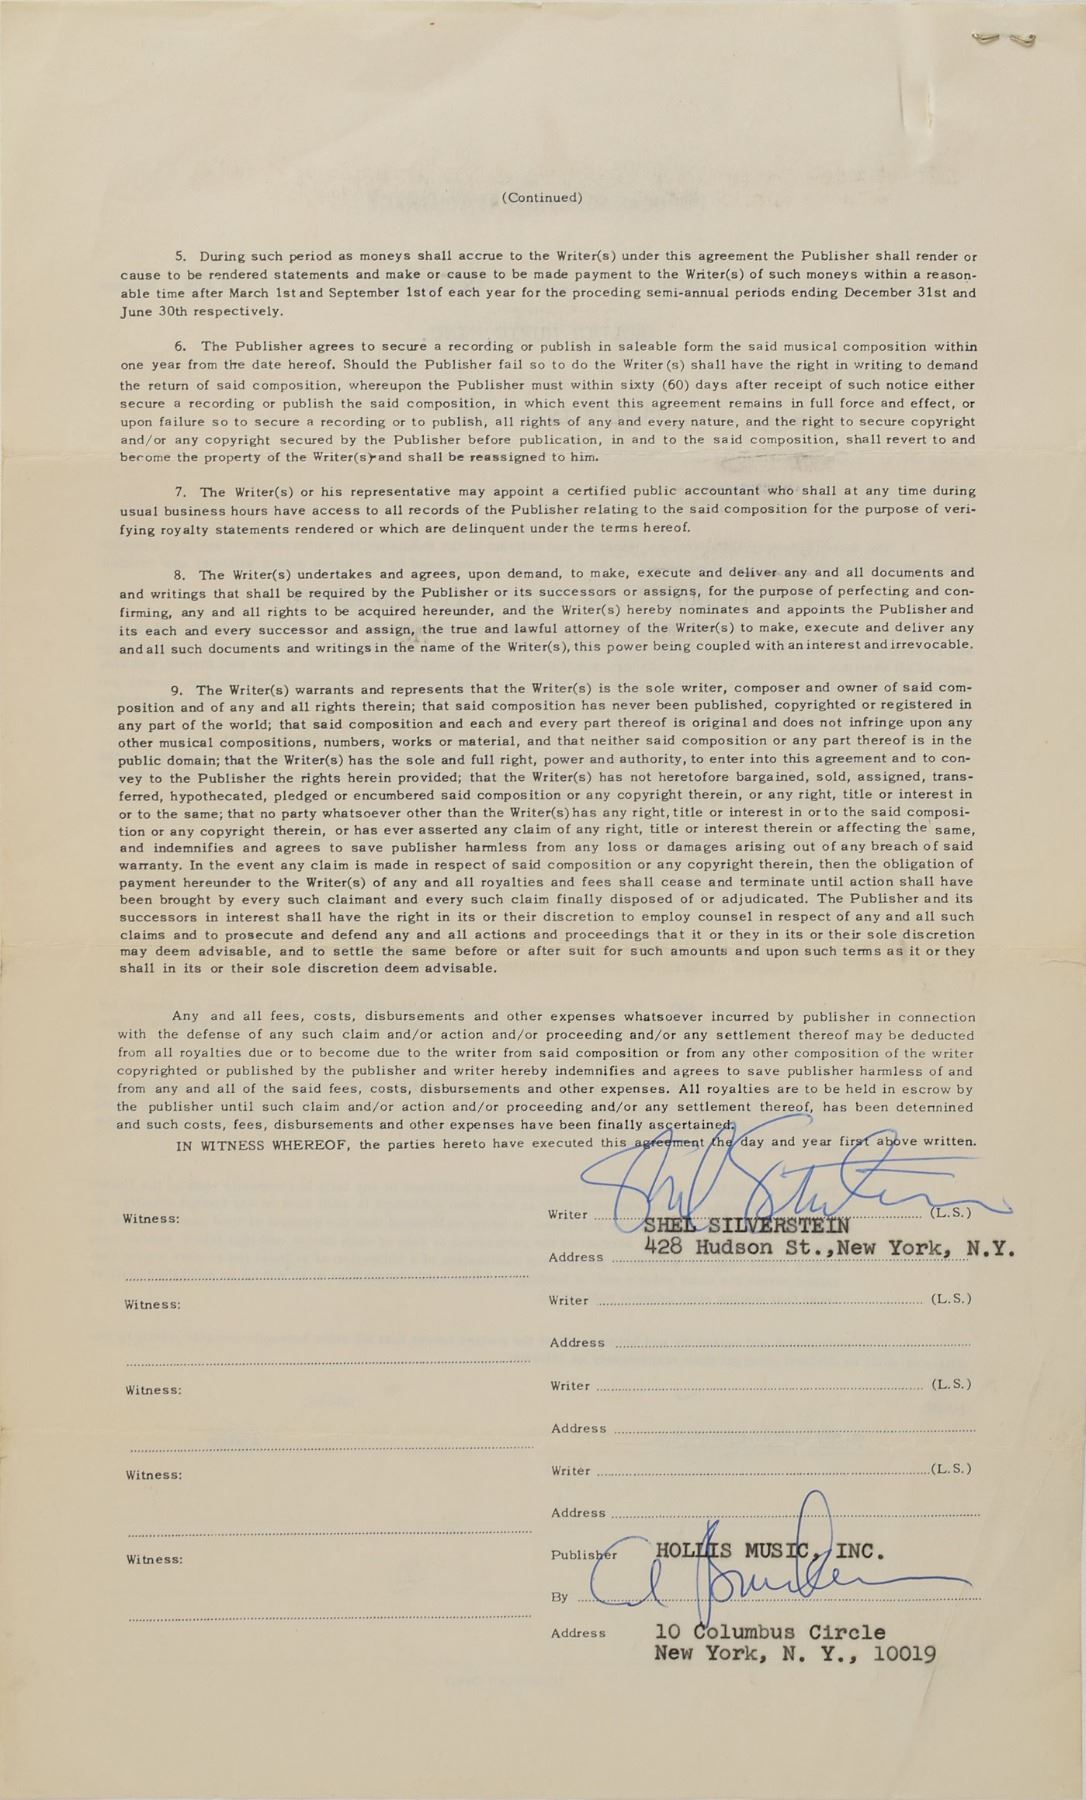 (Continued)
5. During such period as moneys shall accrue to the Writer(s) under this agreement the Publisher shall render or
cause to be rendered statements and make or cause to be made payment to the Writer(s) of such moneys within a reason-
able time after March 1st and September 1st of each year for the proceding semi-annual periods ending December 31st and
June 30th respectively.
6. The Publisher agrees to secure a recording or publish in saleable form the said musical composition within
one year from the date hereof. Should the Publisher fail so to do the Writer (s) shall have the right in writing to demand
the return of said composition, whereupon the Publisher must within sixty (60) days after receipt of such notice either
secure a recording or publish the said composition, in which event this agreement remains in full force and effect, or
upon failure so to secure a recording or to publish, all rights of any and every nature, and the right to secure copyright
and/or any copyright secured by the Publisher before publication, in and to the said composition, shall revert to and
become the property of the Writer(s) and shall be reassigned to him.
7. The Writer(s) or his representative may appoint a certified public accountant who shall at any time during
usual business hours have access to all records of the Publisher relating to the said composition for the purpose of veri-
fying royalty statements rendered or which are delinquent under the terms hereof.
8. The Writer(s) undertakes and agrees, upon demand, to make, execute and deliver any and all documents and
and writings that shall be required by the Publisher or its successors or assigns, for the purpose of perfecting and con-
firming, any and all rights to be acquired hereunder, and the Writer(s) hereby nominates and appoints the Publisher and
its each and every successor and assign, the true and lawful attorney of the Writer(s) to make, execute and deliver any
and all such documents and writings in the name of the Writer(s), this power being coupled with an interest and irrevocable.
9. The Writer(s) warrants and represents that the Writer(s) is the sole writer, composer and owner of said com-
position and of any and all rights therein; that said composition has never been published, copyrighted or registered in
any part of the world; that said composition and each and every part thereof is original and does not infringe upon any
other musical compositions, numbers, works or material, and that neither said composition or any part thereof is in the
public domain; that the Writer(s) has the sole and full right, power and authority, to enter into this agreement and to con-
vey to the Publisher the rights herein provided; that the Writer(s) has not heretofore bargained, sold, assigned, trans-
ferred, hypothecated, pledged or encumbered said composition or any copyright therein, or any right, title or interest in
or to the same; that no party whatsoever other than the Writer(s) has any right, title or interest in or to the said composi-
tion or any copyright therein, or has ever asserted any claim of any right, title or interest therein or affecting the same,
and indemnifies and agrees to save publisher harmless from any loss or damages arising out of any breach of said
warranty. In the event any claim is made in respect of said composition or any copyright therein, then the obligation of
payment hereunder to the Writer(s) of any and all royalties and fees shall cease and terminate until action shall have
been brought by every such claimant and every such claim finally disposed of or adjudicated. The Publisher and its
successors in interest shall have the right in its or their discretion to employ counsel in respect of any and all such
claims and to prosecute and defend any and all actions and proceedings that it or they in its or their sole discretion
may deem advisable, and to settle the same before or after suit for such amounts and upon such terms as it or they
shall in its or their sole discretion deem advisable.
Any and all fees, costs, disbursements and other expenses whatsoever incurred by publisher in connection
with the defense of any such claim and/or action and/or proceeding and/or any settlement thereof may be deducted
from all royalties due or to become due to the writer from said composition or from any other composition of the writer
copyrighted or published by the publisher and writer hereby indemnifies and agrees to save publisher harmless of and
from any and all of the said fees, costs, disbursements and other expenses. All royalties are to be held in escrow by
the publisher until such claim and/or action and/or proceeding and/or any settlement thereof, has been detemined
and such costs, fees, disbursements and other expenses have been finally ascertained.
IN WITNESS WHEREOF, the parties hereto have executed this agreement the day and year first above written.
Shel Silverstein
Witness: Writer (L.S.)
SHEL SILVERSTEIN
Address 428 Hudson St.,New York, N.Y.
Witness: Writer (L.S.)
Address
Witness: Writer (L.S.)
Address
Witness: Writer (L.S.)
Address
Witness: Publisher HOLLIS MUSIC, INC.
By
Address 10 Columbus Circle
New York, N. Y., 10019